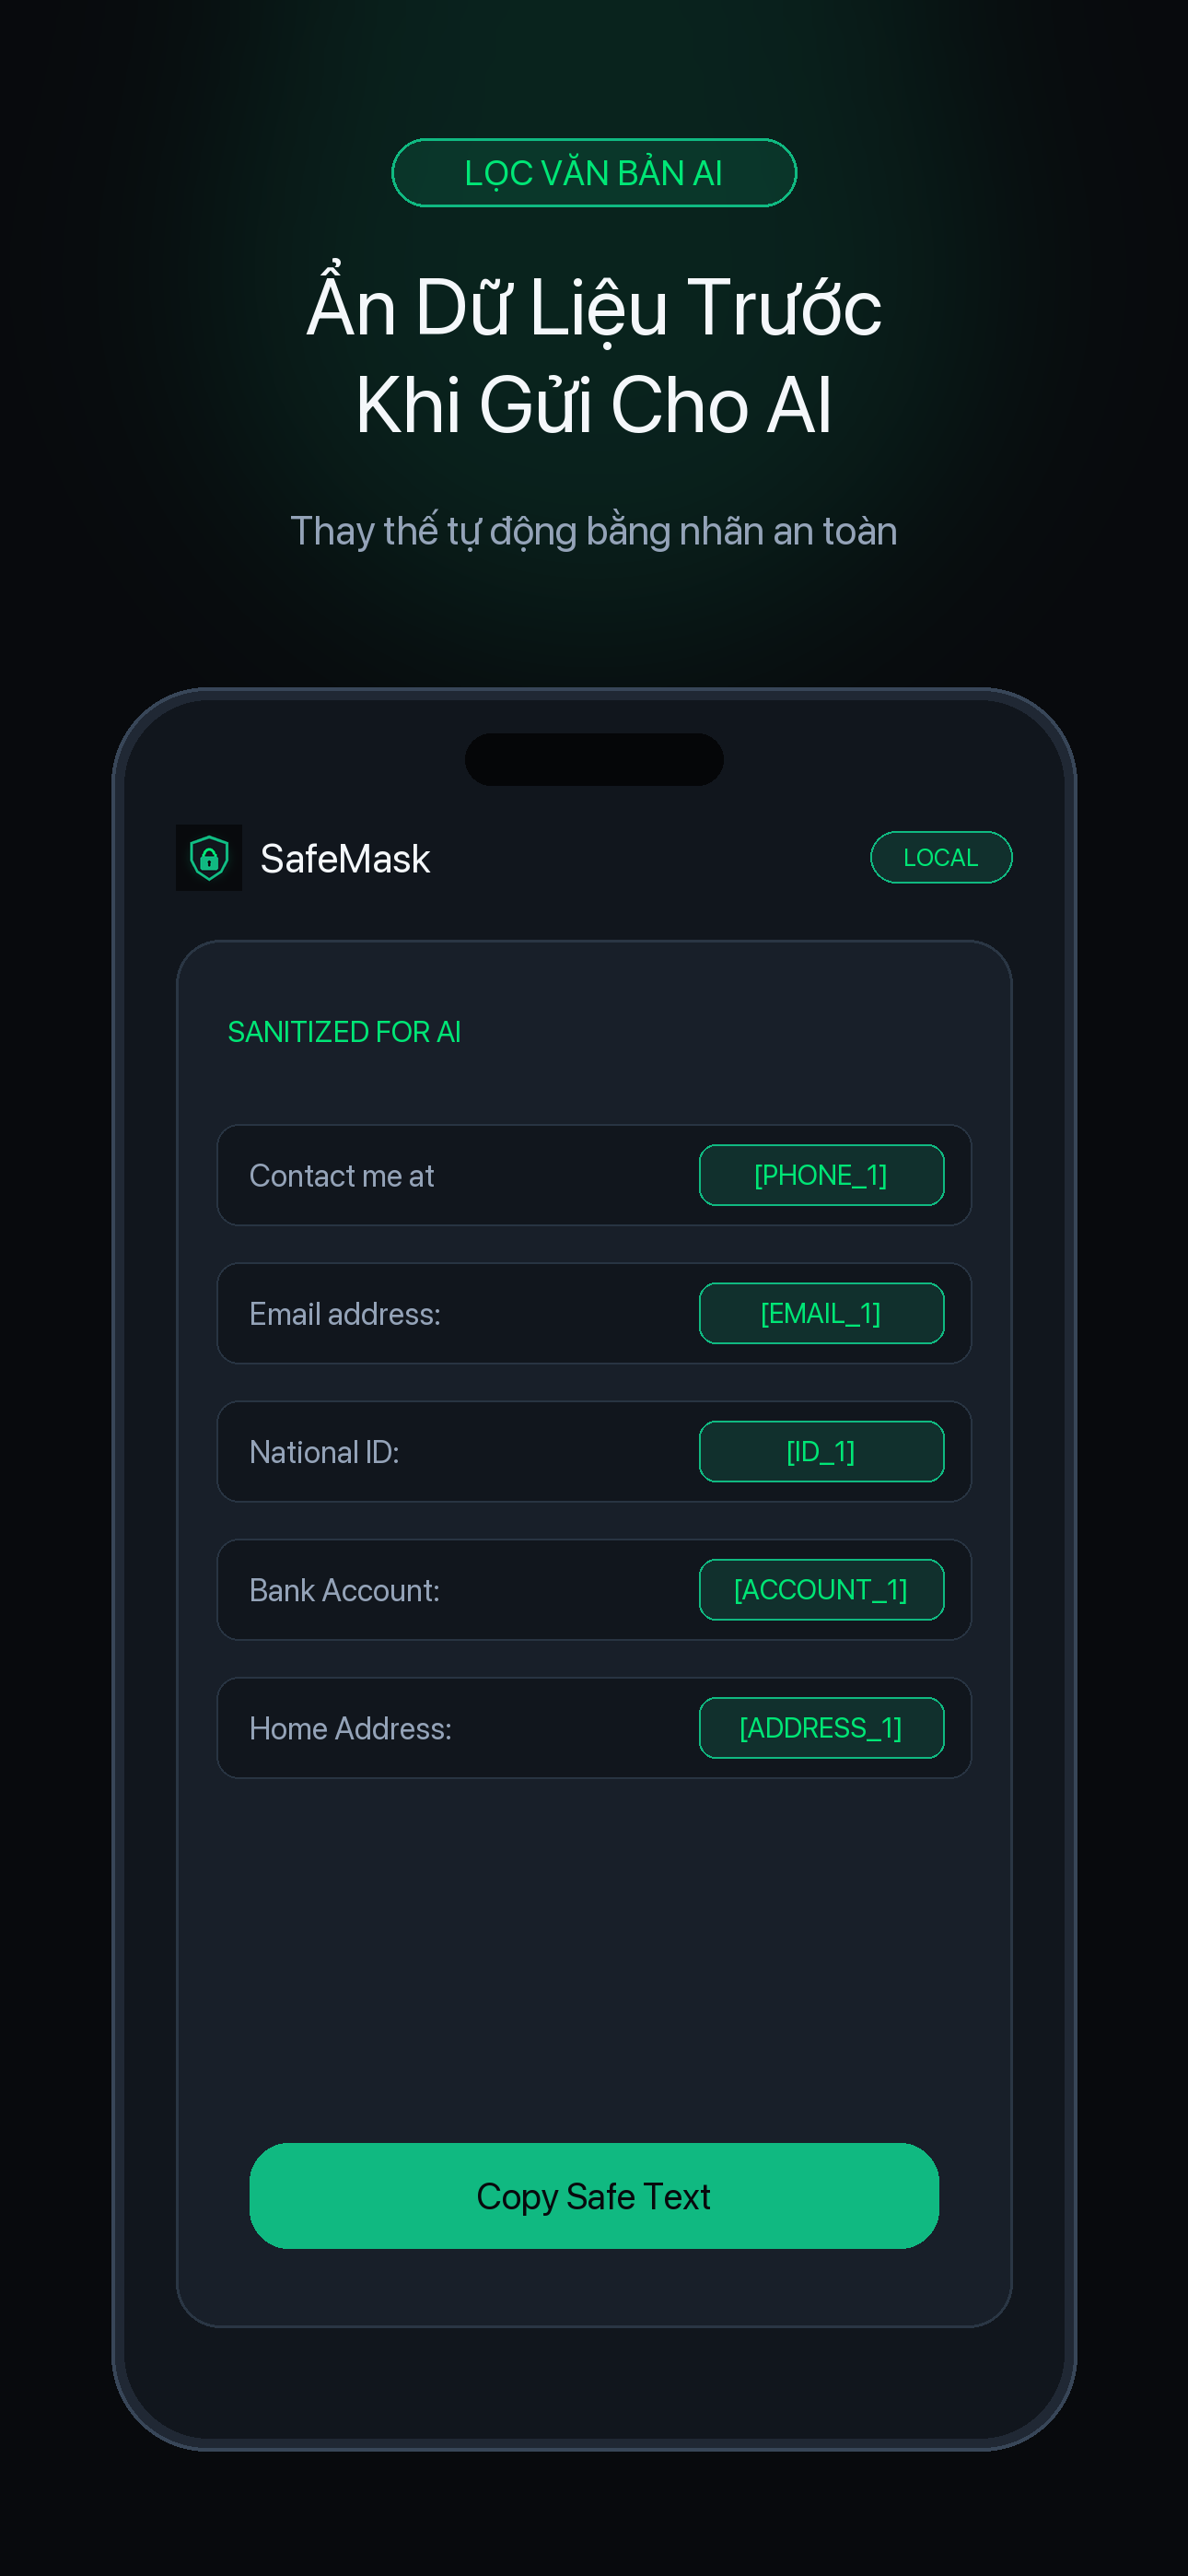 LỌC VĂN BẢN AI
Ẩn Dữ Liệu Trước
Khi Gửi Cho AI
Thay thế tự động bằng nhãn an toàn
SafeMask
LOCAL
SANITIZED FOR AI
Contact me at [PHONE_1]
Email address: [EMAIL_1]
National ID: [ID_1]
Bank Account: [ACCOUNT_1]
Home Address: [ADDRESS_1]
Copy Safe Text